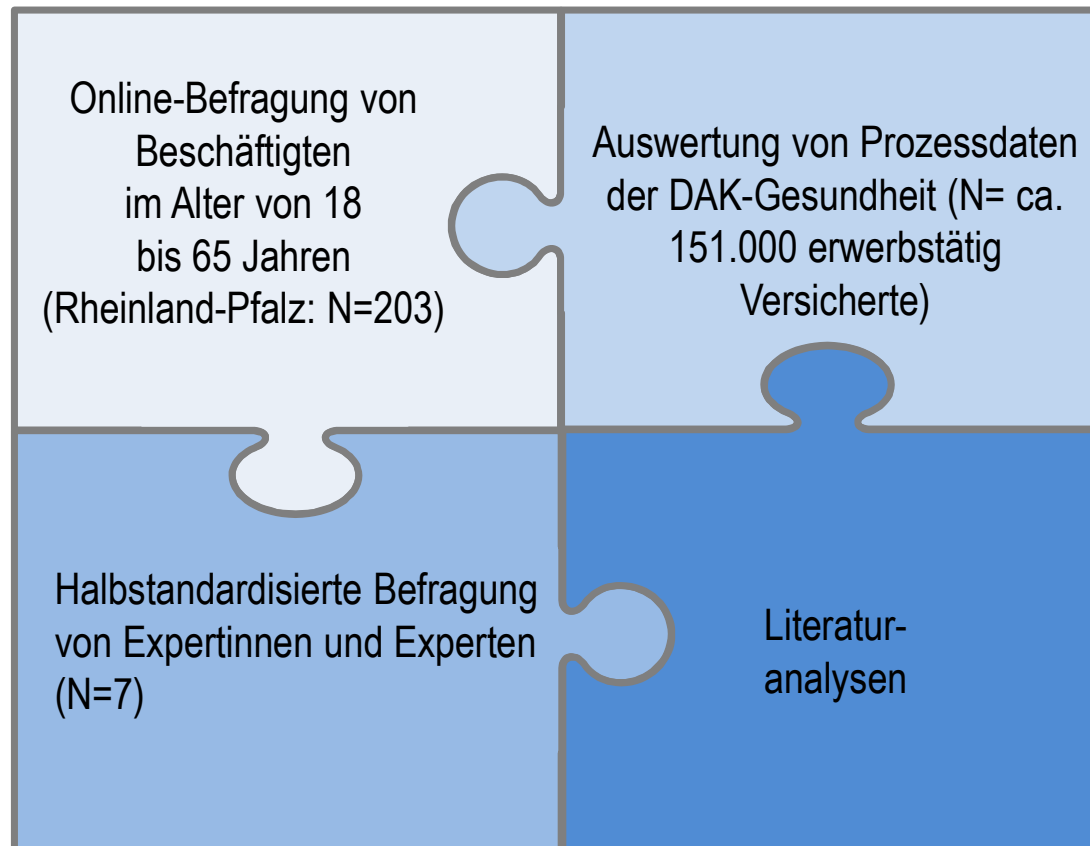 Online-Befragung von
Beschäftigten
im Alter von 18
bis 65 Jahren
(Rheinland-Pfalz: N=203)
Auswertung von Prozessdaten
der DAK-Gesundheit (N= ca.
151.000 erwerbstätig
Versicherte)
Halbstandardisierte Befragung
von Expertinnen und Experten
(N=7)
Literatur-
analysen